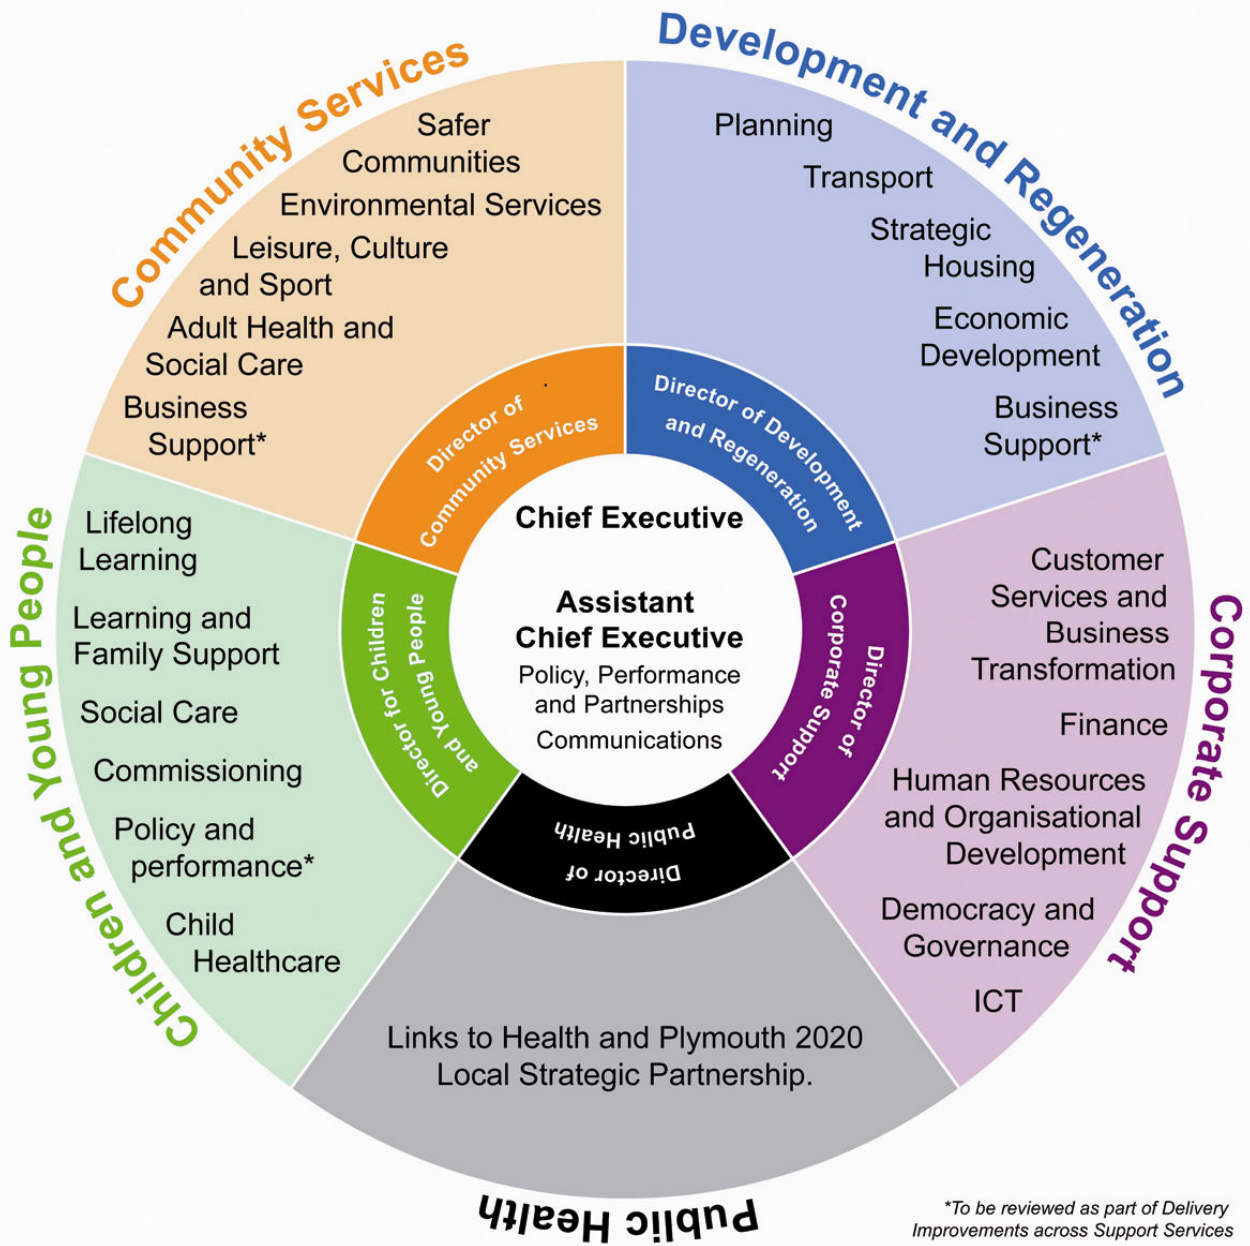 Community Services
Safer
Communities
Environmental Services
Leisure, Culture
and Sport
Adult Health and
Social Care
Business
Support*
Development and Regeneration
Planning
Transport
Strategic
Housing
Economic
Development
Business
Support*
Corporate Support
Customer
Services and
Business
Transformation
Finance
Human Resources
and Organisational
Development
Democracy and
Governance
ICT
Public Health
Links to Health and Plymouth 2020
Local Strategic Partnership.
Children and Young People
Lifelong
Learning
Learning and
Family Support
Social Care
Commissioning
Policy and
performance*
Child
Healthcare
Director of
Community Services
Director of Development
and Regeneration
Director of
Corporate Support
Director of
Public Health
Director for Children
and Young People
Chief Executive
Assistant
Chief Executive
Policy, Performance
and Partnerships
Communications
*To be reviewed as part of Delivery
Improvements across Support Services